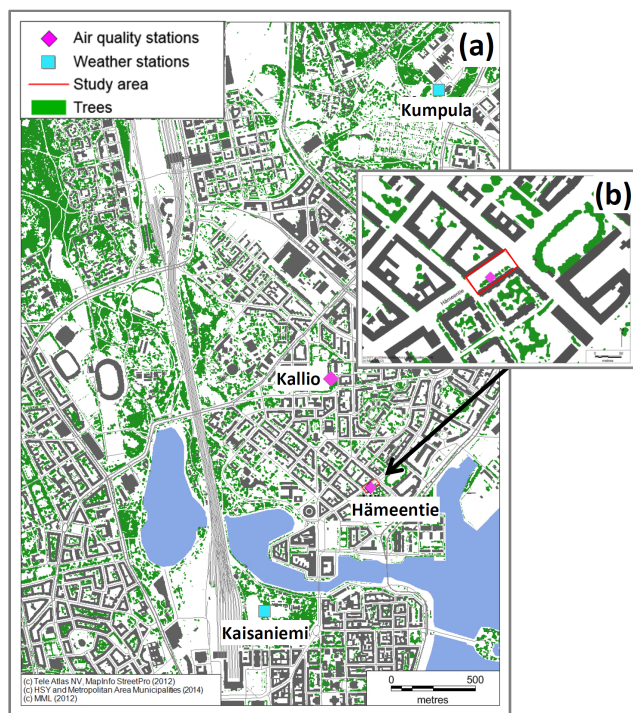 Air quality stations
Weather stations
Study area
Trees
(a)
Kumpula
(b)
Hämeentie
metres
Kallio
Hämeentie
Kaisaniemi
(c) Tele Atlas NV, MapInfo StreetPro (2012)
(c) HSY and Metropolitan Area Municipalities (2014)
(c) MML (2012)
0 500
metres